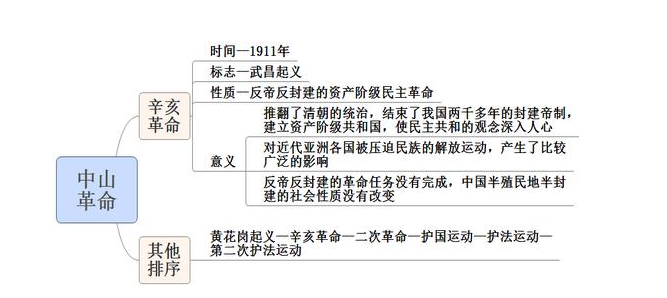 时间—1911年
标志—武昌起义
性质—反帝反封建的资产阶级民主革命
辛亥
革命
推翻了清朝的统治，结束了我国两千多年的封建帝制，
建立资产阶级共和国，使民主共和的观念深入人心
意义
对近代亚洲各国被压迫民族的解放运动，产生了比较
广泛的影响
反帝反封建的革命任务没有完成，中国半殖民地半封
建的社会性质没有改变
中山
革命
其他
排序
黄花岗起义—辛亥革命—二次革命—护国运动—护法运动—
第二次护法运动